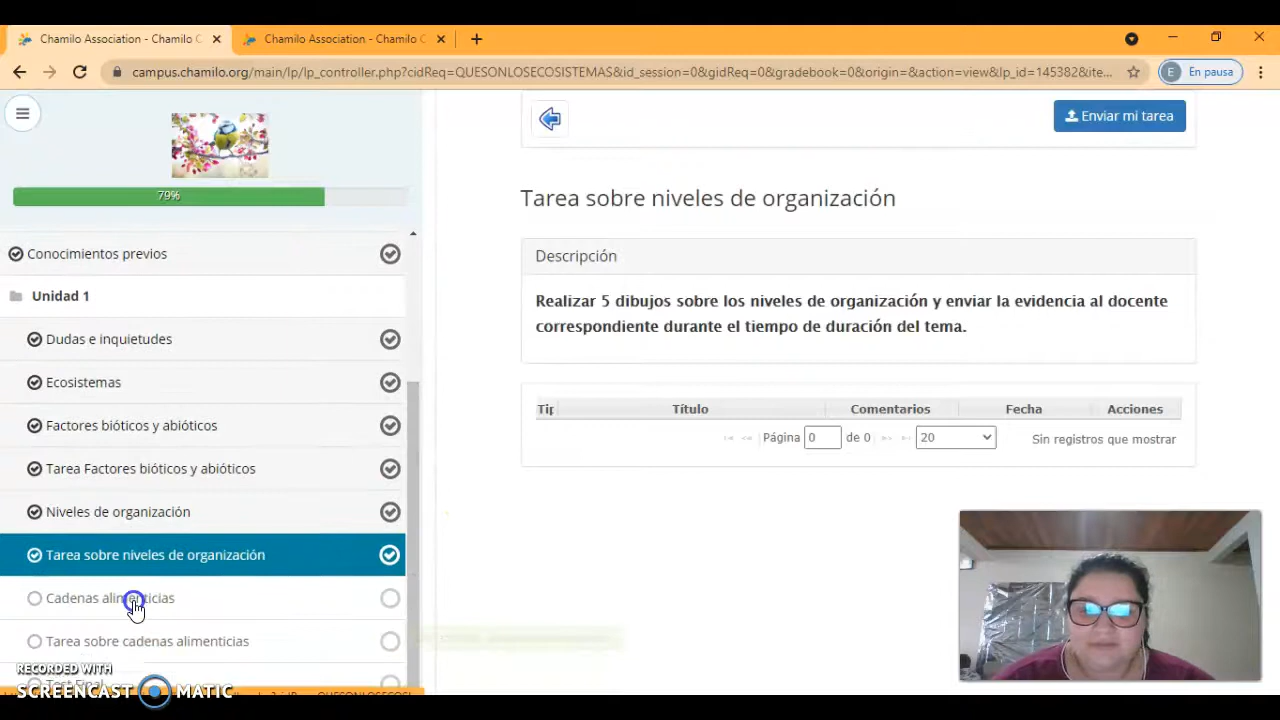 Chamilo Association - Chamilo C
Chamilo Association - Chamilo C
campus.chamilo.org/main/lp/lp_controller.php?cidReq=QUESONLOSECOSISTEMAS&id_session=0&gidReq=0&gradebook=0&origin=&action=view&lp_id=145382&ite...
E En pausa
Enviar mi tarea
79%
Tarea sobre niveles de organización
Descripción
Realizar 5 dibujos sobre los niveles de organización y enviar la evidencia al docente
correspondiente durante el tiempo de duración del tema.
Tip Título Comentarios Fecha Acciones
Página 0 de 0 20 Sin registros que mostrar
Conocimientos previos
Unidad 1
Dudas e inquietudes
Ecosistemas
Factores bióticos y abióticos
Tarea Factores bióticos y abióticos
Niveles de organización
Tarea sobre niveles de organización
Cadenas alimenticias
Tarea sobre cadenas alimenticias
Test Final
RECORDED WITH
SCREENCAST MATIC